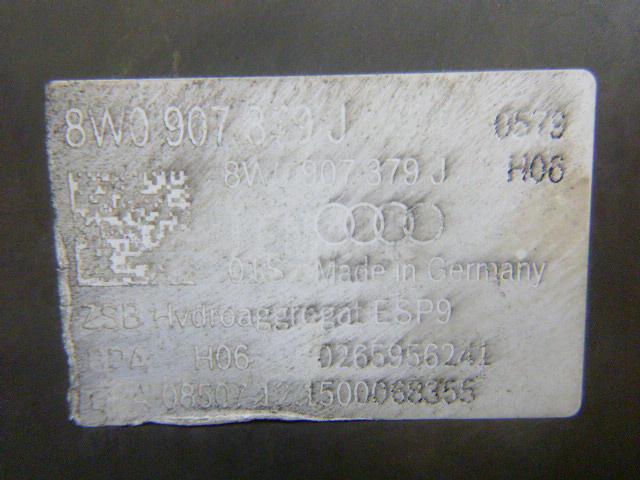 8W0 907 379 J 0579
8W0 907 379 J H06
Made in Germany
ZSB Hydroaggregat ESP9
H06 0265956241
1500068355